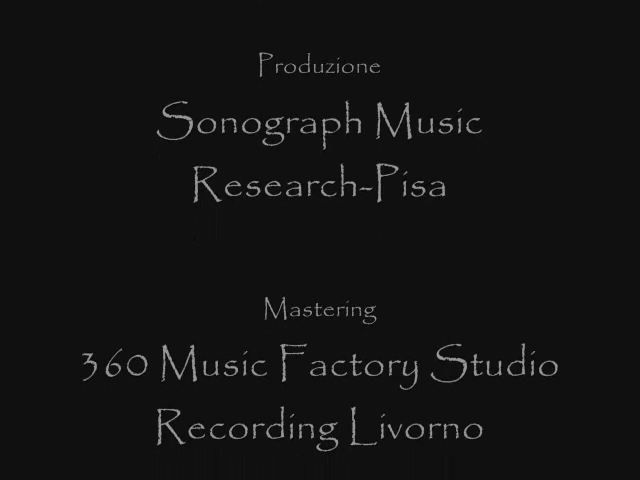 Produzione
Sonograph Music
Research-Pisa
Mastering
360 Music Factory Studio
Recording Livorno